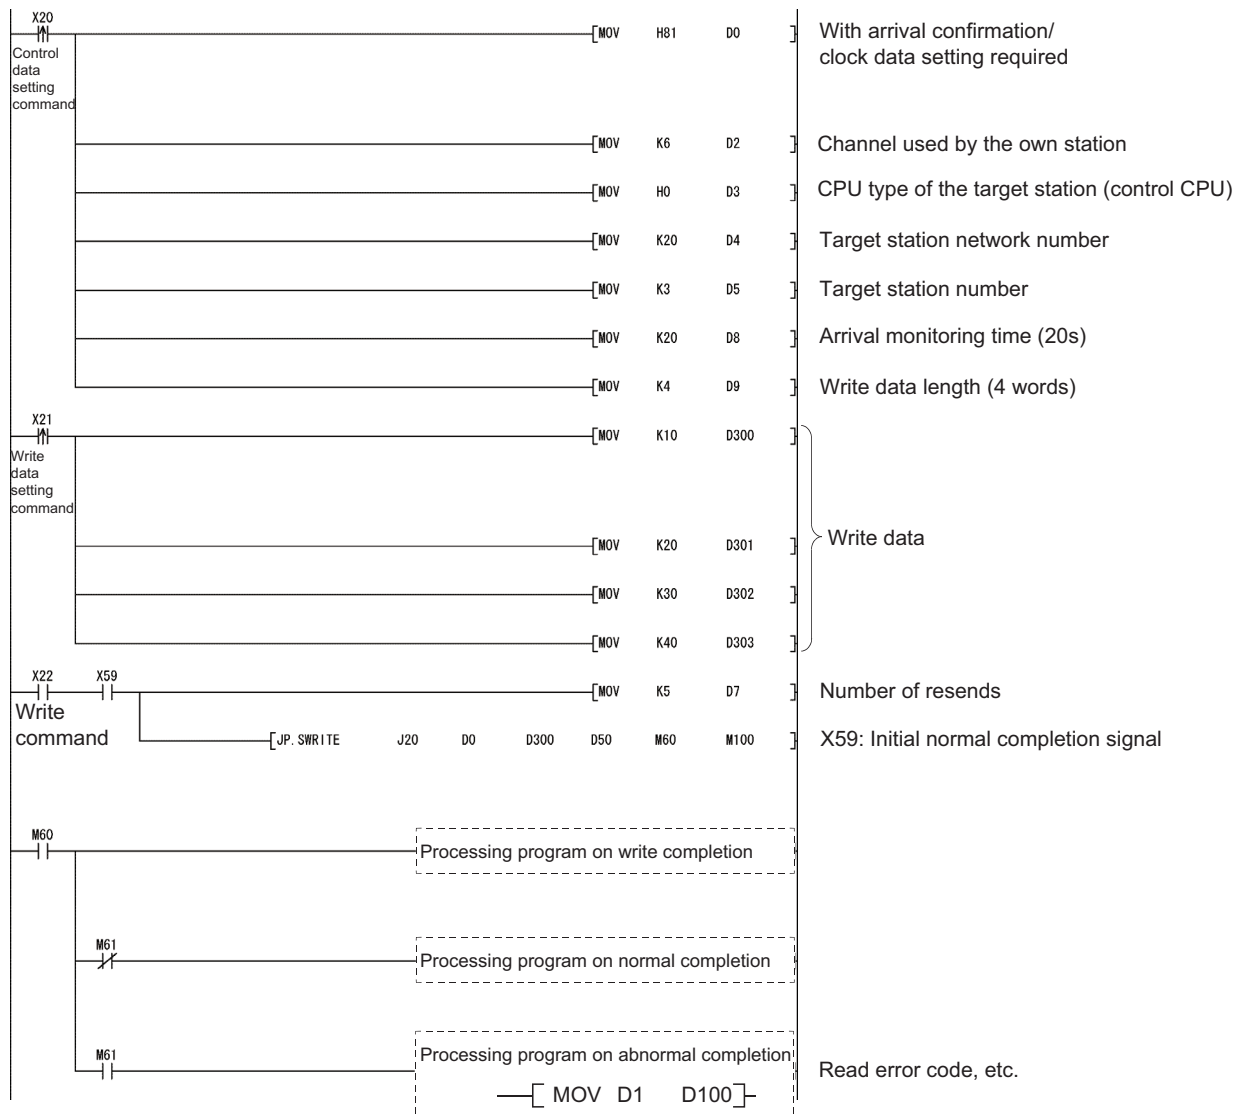 X20
[MOV H81 D0 ]
With arrival confirmation/
clock data setting required
Control
data
setting
command
[MOV K6 D2 ]
Channel used by the own station
[MOV H0 D3 ]
CPU type of the target station (control CPU)
[MOV K20 D4 ]
Target station network number
[MOV K3 D5 ]
Target station number
[MOV K20 D8 ]
Arrival monitoring time (20s)
[MOV K4 D9 ]
Write data length (4 words)
X21
[MOV K10 D300 ]
Write
data
setting
command
[MOV K20 D301 ]
Write data
[MOV K30 D302 ]
[MOV K40 D303 ]
X22 X59
[MOV K5 D7 ]
Number of resends
Write
command
[JP.SWRITE J20 D0 D300 D50 M60 M100 ]
X59: Initial normal completion signal
M60
Processing program on write completion
M61
Processing program on normal completion
M61
Processing program on abnormal completion
Read error code, etc.
[ MOV D1 D100 ]